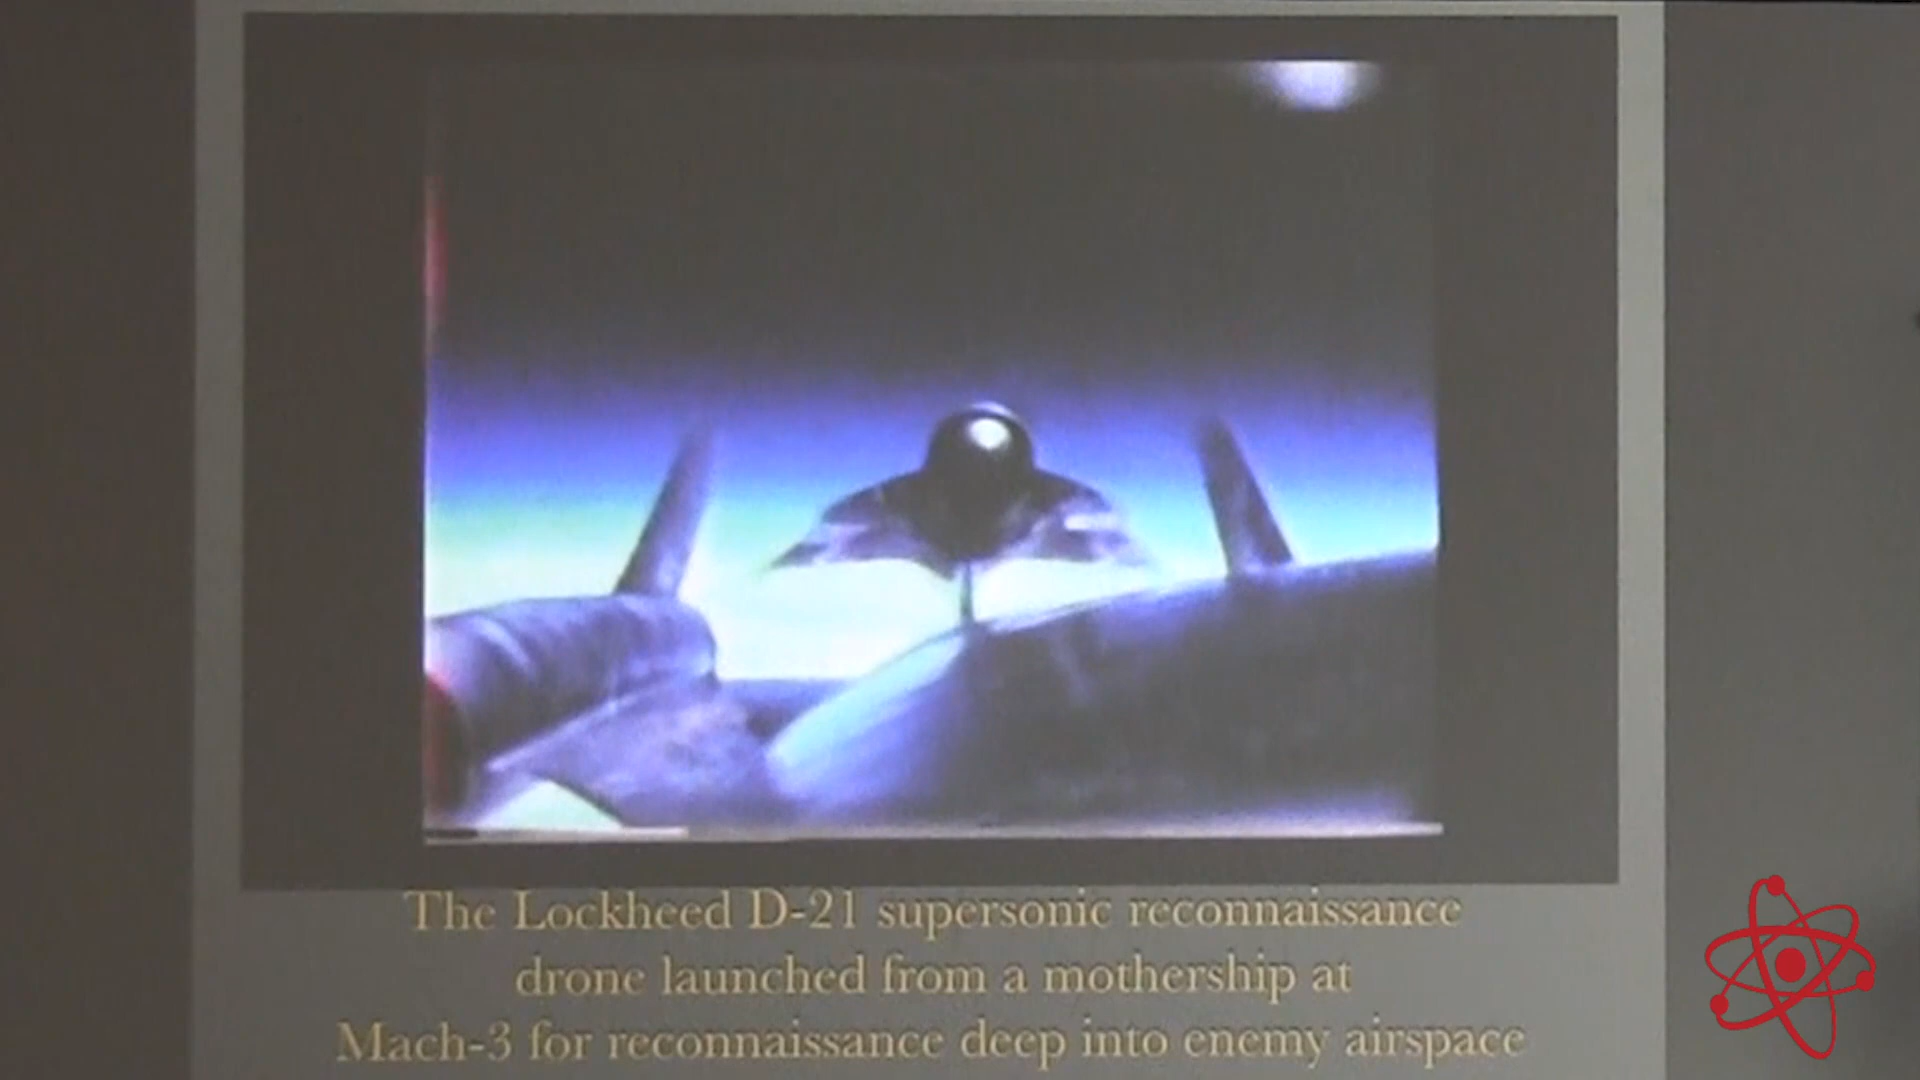 The Lockheed D-21 supersonic reconnaissance
drone launched from a mothership at
Mach-3 for reconnaissance deep into enemy airspace